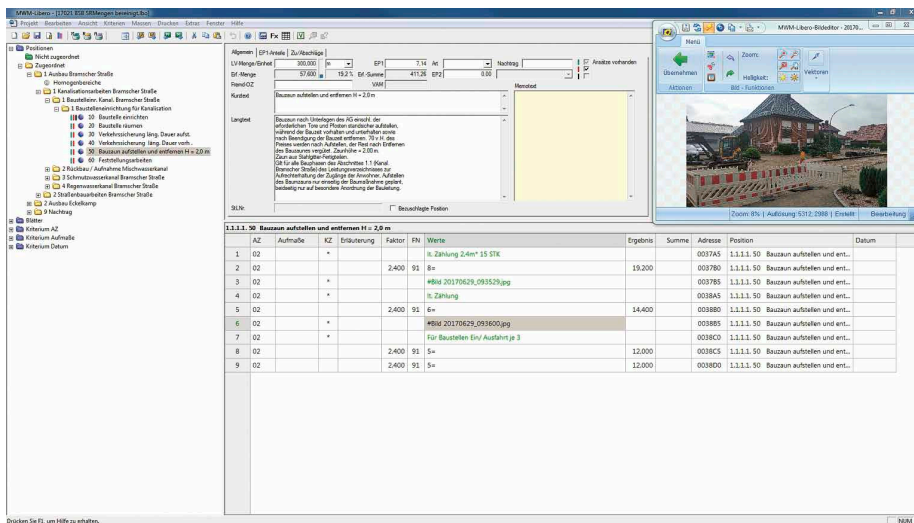 MWM-Libero - [17021 BSB SRMengen bereinigt.lbo]
Projekt Bearbeiten Ansicht Kriterien Messen Drucken Extras Fenster Hilfe
Positionen
Nicht zugeordnet
Zugeordnet
1 Ausbau Bramscher Straße
Homogenbereiche
1 Kanalisationsarbeiten Bramscher Straße
1 Baustelleinr. Kanal. Bramscher Straße
1 Baustelleneinrichtung für Kanalisation
10 Baustelle einrichten
20 Baustelle räumen
30 Verkehrssicherung läng. Dauer aufst.
40 Verkehrssicherung läng. Dauer vorh.
50 Bauzaun aufstellen und entfernen H = 2,0 m
60 Feststellungsarbeiten
2 Rückbau / Aufnahme Mischwasserkanal
3 Schmutzwasserkanal Bramscher Straße
4 Regenwasserkanal Bramscher Straße
2 Straßenbauarbeiten Bramscher Straße
2 Ausbau Eckelkamp
9 Nachtrag
Blätter
Kriterium AZ
Kriterium Aufmaße
Kriterium Datum
Allgemein EP1-Anteile Zu/Abschläge
LV-Menge/Einheit 300,000 EP1 7,14 Art Nachtrag Ansätze vorhanden
Erf.-Menge 57,600 19.2 % Erf.-Summe 411,26 EP2 0.00
Fremd-OZ VAM Memotext
Kurztext Bauzaun aufstellen und entfernen H = 2,0 m
Langtext Bauzaun nach Unterlagen des AG einschl. der
erforderlichen Tore und Pfosten standsicher aufstellen,
während der Bauzeit vorhalten und unterhalten sowie
nach Beendigung der Bauzeit entfernen. 70 v.H. des
Preises werden nach Aufstellen, der Rest nach Entfernen
des Bauzaunes vergütet. Zaunhöhe = 2,00 m.
Zaun aus Stahlgitter-Fertigteilen.
Gilt für alle Bauphasen des Abschnittes 1.1 (Kanal.
Bramscher Straße) des Leistungsverzeichnisses zur
Aufrechterhaltung der Zugänge der Anwohner. Aufstellen
des Baunzauns nur einseitig der Baumaßnahme geplant,
beidseitig nur auf besondere Anordnung der Bauleitung.
StLNr. Bezuschlagte Position
MWM-Libero-Bildeditor - 20170...
Menü
Übernehmen Zoom: Helligkeit: Vektoren
Aktionen Bild - Funktionen
Zoom: 8% | Auflösung: 5312; 2988 | Erstellt Bearbeitung
1.1.1.1. 50 Bauzaun aufstellen und entfernen H = 2,0 m
AZ Aufmaße KZ Erläuterung Faktor FN Werte Ergebnis Summe Adresse Position Datum
1 02 * lt. Zählung 2,4m* 15 STK 0037A5 1.1.1.1. 50 Bauzaun aufstellen und ent...
2 02 2,400 91 8= 19,200 0037B0 1.1.1.1. 50 Bauzaun aufstellen und ent...
3 02 * #Bild 20170629_093529.jpg 0037B5 1.1.1.1. 50 Bauzaun aufstellen und ent...
4 02 * lt. Zählung 0038A5 1.1.1.1. 50 Bauzaun aufstellen und ent...
5 02 2,400 91 6= 14,400 0038B0 1.1.1.1. 50 Bauzaun aufstellen und ent...
6 02 * #Bild 20170629_093600.jpg 0038B5 1.1.1.1. 50 Bauzaun aufstellen und ent...
7 02 * Für Baustellen Ein/ Ausfahrt je 3 0038C0 1.1.1.1. 50 Bauzaun aufstellen und ent...
8 02 2,400 91 5= 12,000 0038C5 1.1.1.1. 50 Bauzaun aufstellen und ent...
9 02 2,400 91 5= 12,000 0038D0 1.1.1.1. 50 Bauzaun aufstellen und ent...
Drücken Sie F1, um Hilfe zu erhalten. NUM